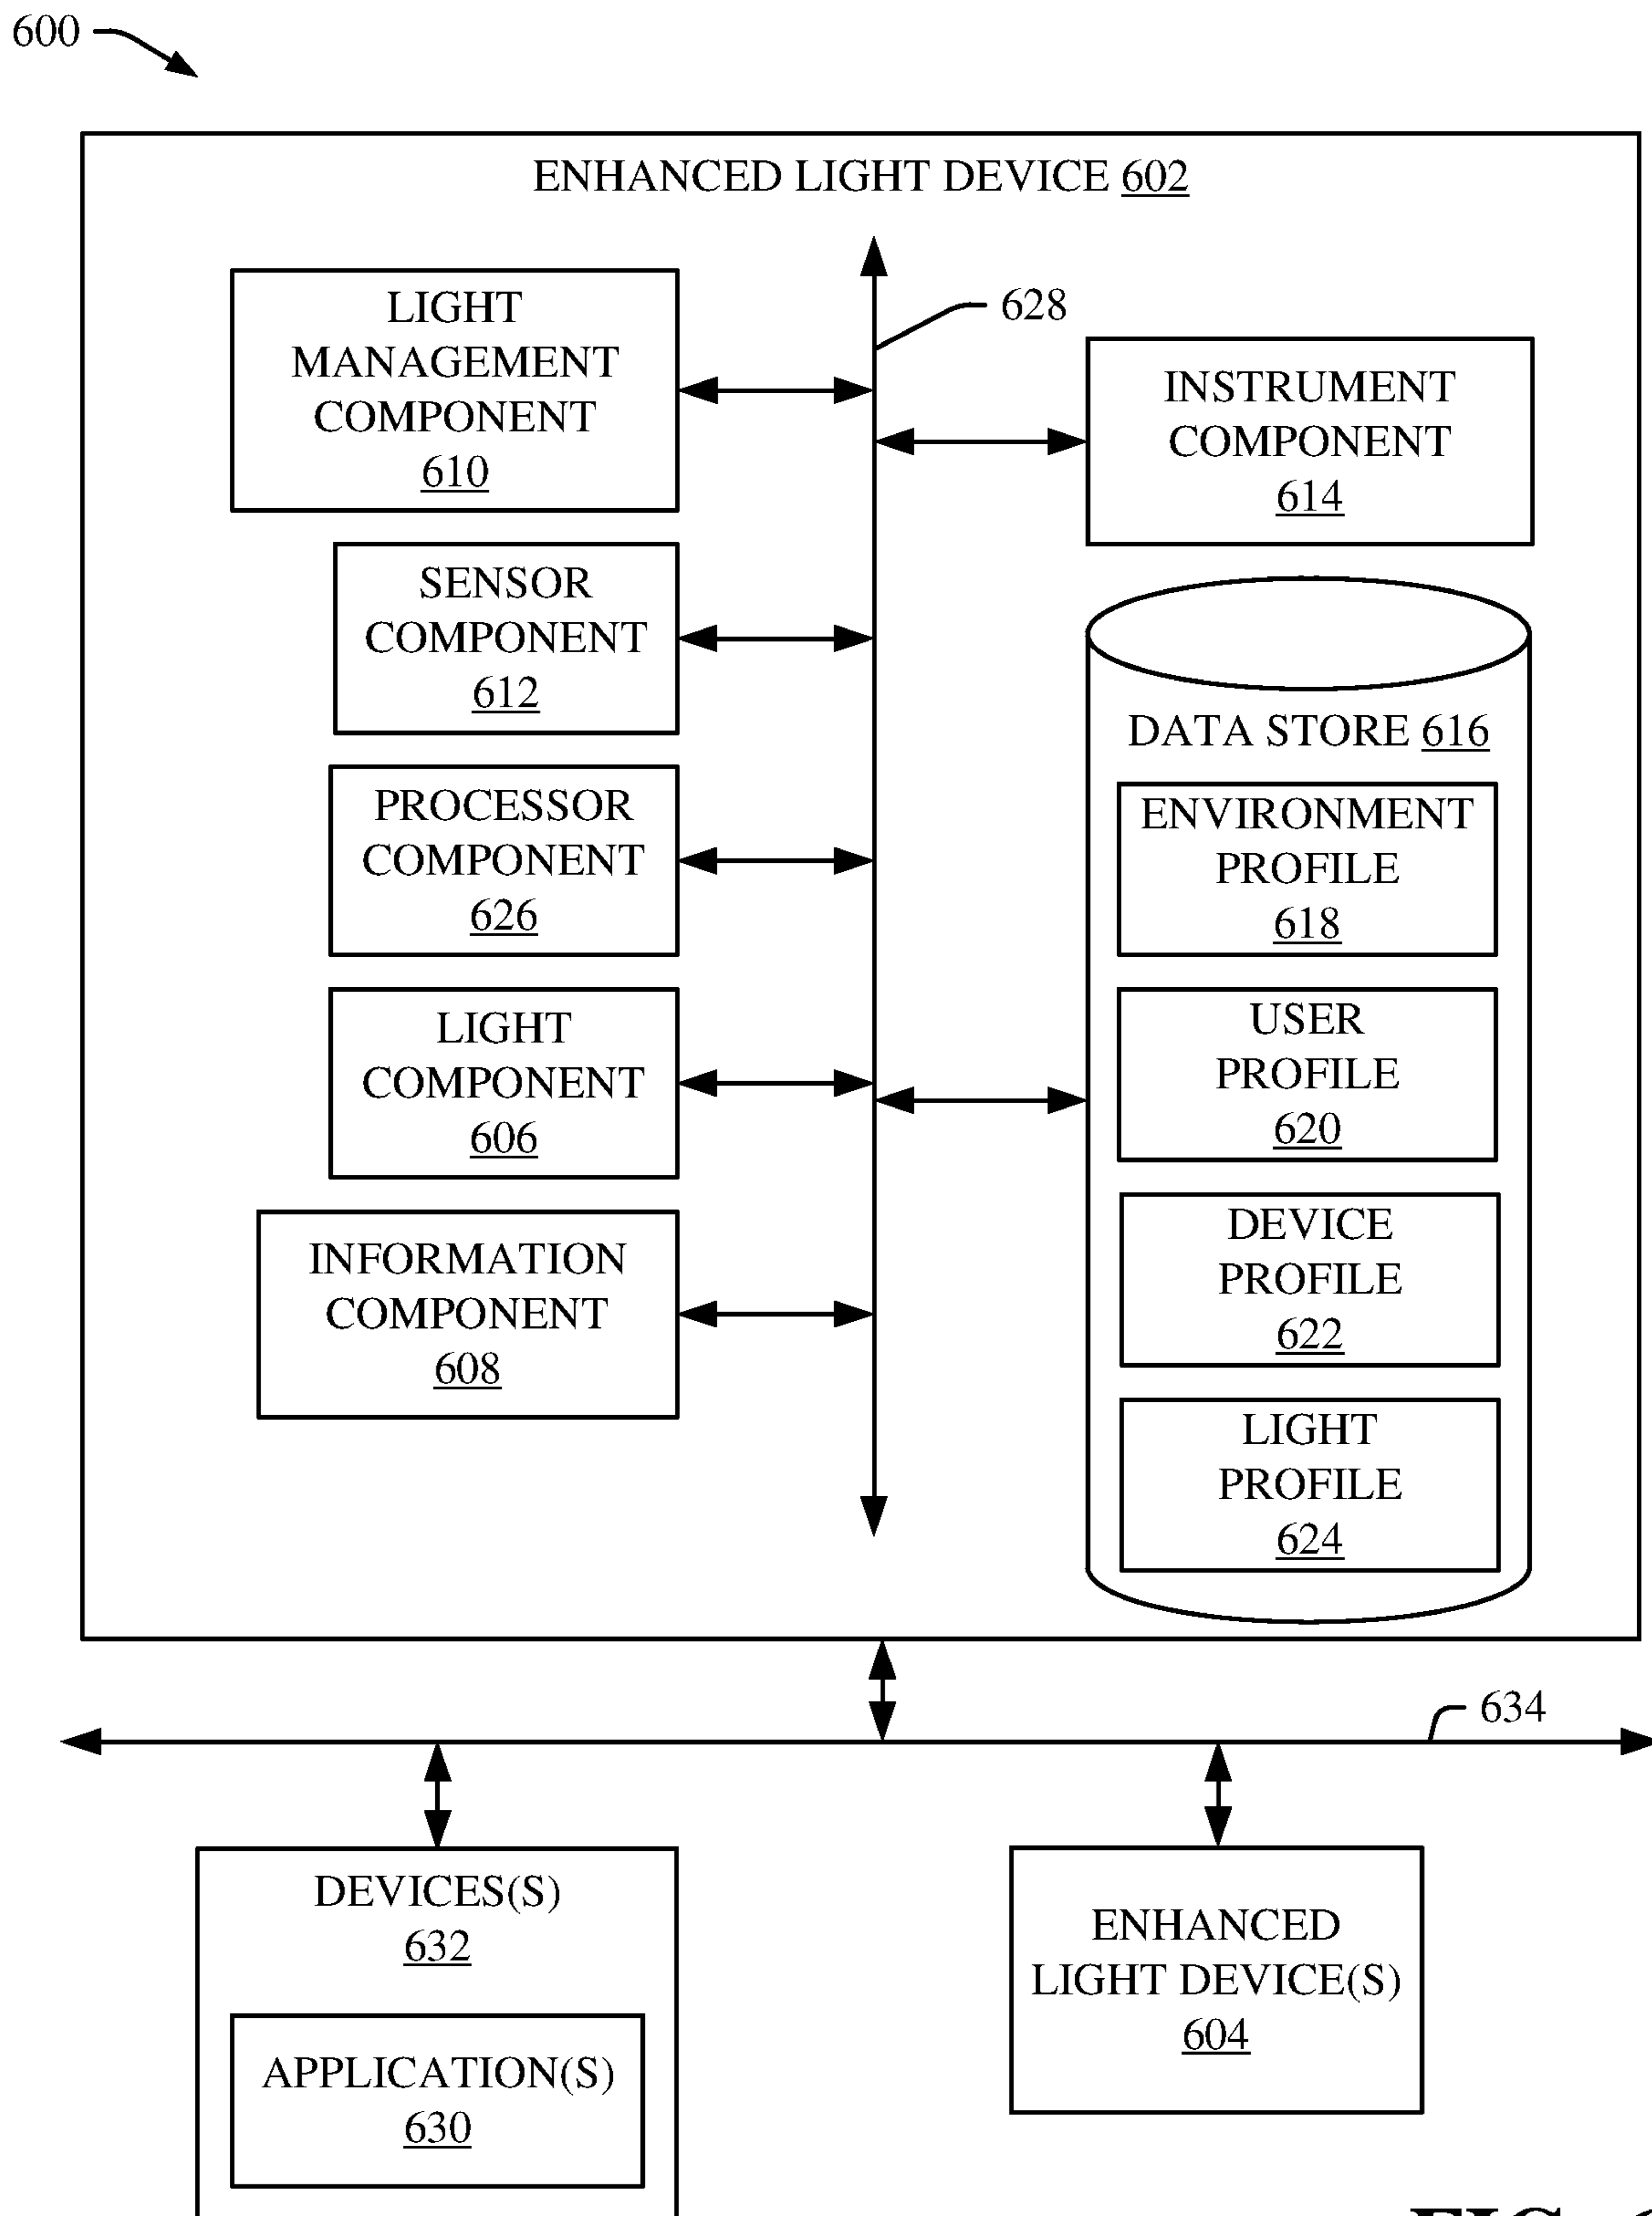 600
ENHANCED LIGHT DEVICE 602
LIGHT
MANAGEMENT
COMPONENT
610
628
INSTRUMENT
COMPONENT
614
SENSOR
COMPONENT
612
DATA STORE 616
PROCESSOR
COMPONENT
626
ENVIRONMENT
PROFILE
618
LIGHT
COMPONENT
606
USER
PROFILE
620
INFORMATION
COMPONENT
608
DEVICE
PROFILE
622
LIGHT
PROFILE
624
634
DEVICES(S)
632
ENHANCED
LIGHT DEVICE(S)
604
APPLICATION(S)
630